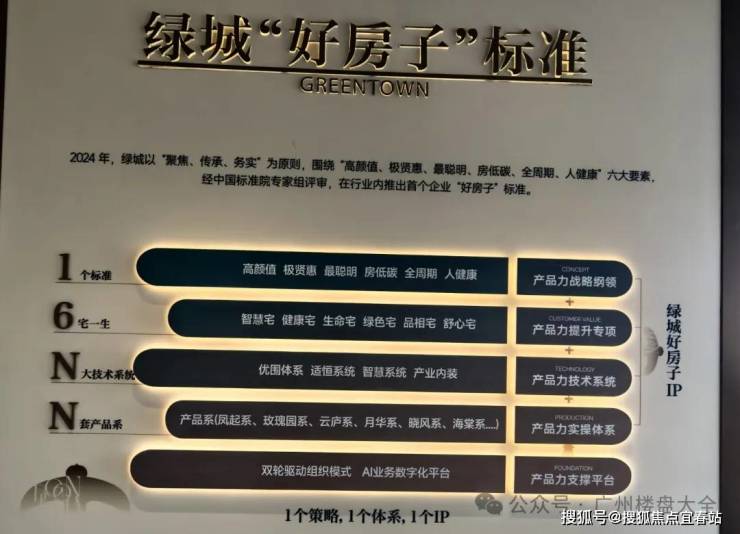 绿城“好房子”标准
GREENTOWN
2024 年，绿城以“聚焦、传承、务实”为原则，围绕“高颜值、极贤惠、最聪明、房低碳、全周期、人健康”六大要素，
经中国标准院专家组评审，在行业内推出首个企业“好房子”标准。
1个标准
高颜值 极贤惠 最聪明 房低碳 全周期 人健康
CONCEPT
产品力战略纲领
+
6宅一生
智慧宅 健康宅 生命宅 绿色宅 品相宅 舒心宅
CUSTOMER VALUE
产品力提升专项
+
N大技术系统
优围体系 适恒系统 智慧系统 产业内装
TECHNOLOGY
产品力技术系统
+
N套产品系
产品系(凤起系、玫瑰园系、云庐系、月华系、晓风系、海棠系....)
PRODUCTION
产品力实操体系
双轮驱动组织模式 AI业务数字化平台
FOUNDATION
产品力支撑平台
绿城好房子IP
1个策略, 1个体系, 1个IP
公众号：广州楼盘大全
搜狐号@搜狐焦点宜春站